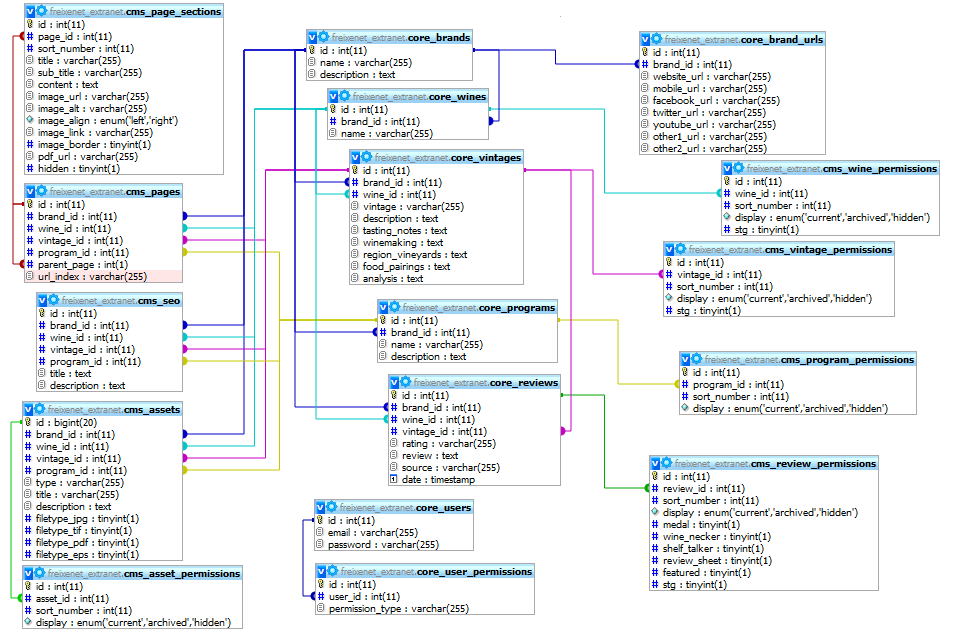 freixenet_extranet.cms_page_sections
id : int(11)
page_id : int(11)
sort_number : int(11)
title : varchar(255)
sub_title : varchar(255)
content : text
image_url : varchar(255)
image_alt : varchar(255)
image_align : enum('left','right')
image_link : varchar(255)
image_border : tinyint(1)
pdf_url : varchar(255)
hidden : tinyint(1)
freixenet_extranet.cms_pages
id : int(11)
brand_id : int(11)
wine_id : int(11)
vintage_id : int(11)
program_id : int(11)
parent_page : int(1)
url_index : varchar(255)
freixenet_extranet.cms_seo
id : int(11)
brand_id : int(11)
wine_id : int(11)
vintage_id : int(11)
program_id : int(11)
title : text
description : text
freixenet_extranet.cms_assets
id : bigint(20)
brand_id : int(11)
wine_id : int(11)
vintage_id : int(11)
program_id : int(11)
type : varchar(255)
title : varchar(255)
description : text
filetype_jpg : tinyint(1)
filetype_tif : tinyint(1)
filetype_pdf : tinyint(1)
filetype_eps : tinyint(1)
freixenet_extranet.cms_asset_permissions
id : int(11)
asset_id : int(11)
sort_number : int(11)
display : enum('current','archived','hidden')
freixenet_extranet.core_brands
id : int(11)
name : varchar(255)
description : text
freixenet_extranet.core_wines
id : int(11)
brand_id : int(11)
name : varchar(255)
freixenet_extranet.core_vintages
id : int(11)
brand_id : int(11)
wine_id : int(11)
vintage : varchar(255)
description : text
tasting_notes : text
winemaking : text
region_vineyards : text
food_pairings : text
analysis : text
freixenet_extranet.core_programs
id : int(11)
brand_id : int(11)
name : varchar(255)
description : text
freixenet_extranet.core_reviews
id : int(11)
brand_id : int(11)
wine_id : int(11)
vintage_id : int(11)
rating : varchar(255)
review : text
source : varchar(255)
date : timestamp
freixenet_extranet.core_users
id : int(11)
email : varchar(255)
password : varchar(255)
freixenet_extranet.core_user_permissions
id : int(11)
user_id : int(11)
permission_type : varchar(255)
freixenet_extranet.core_brand_urls
id : int(11)
brand_id : int(11)
website_url : varchar(255)
mobile_url : varchar(255)
facebook_url : varchar(255)
twitter_url : varchar(255)
youtube_url : varchar(255)
other1_url : varchar(255)
other2_url : varchar(255)
freixenet_extranet.cms_wine_permissions
id : int(11)
wine_id : int(11)
sort_number : int(11)
display : enum('current','archived','hidden')
stg : tinyint(1)
freixenet_extranet.cms_vintage_permissions
id : int(11)
vintage_id : int(11)
sort_number : int(11)
display : enum('current','archived','hidden')
stg : tinyint(1)
freixenet_extranet.cms_program_permissions
id : int(11)
program_id : int(11)
sort_number : int(11)
display : enum('current','archived','hidden')
freixenet_extranet.cms_review_permissions
id : int(11)
review_id : int(11)
sort_number : int(11)
display : enum('current','archived','hidden')
medal : tinyint(1)
wine_necker : tinyint(1)
shelf_talker : tinyint(1)
review_sheet : tinyint(1)
featured : tinyint(1)
stg : tinyint(1)